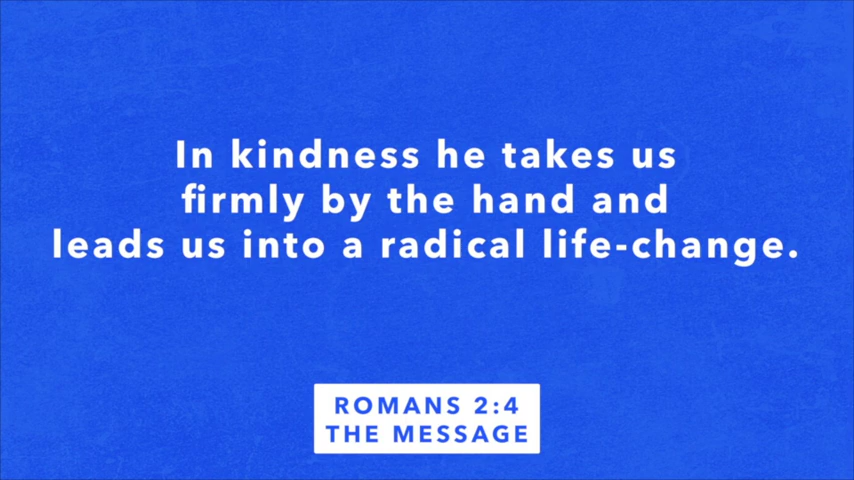 In kindness he takes us
firmly by the hand and
leads us into a radical life-change.
ROMANS 2:4
THE MESSAGE